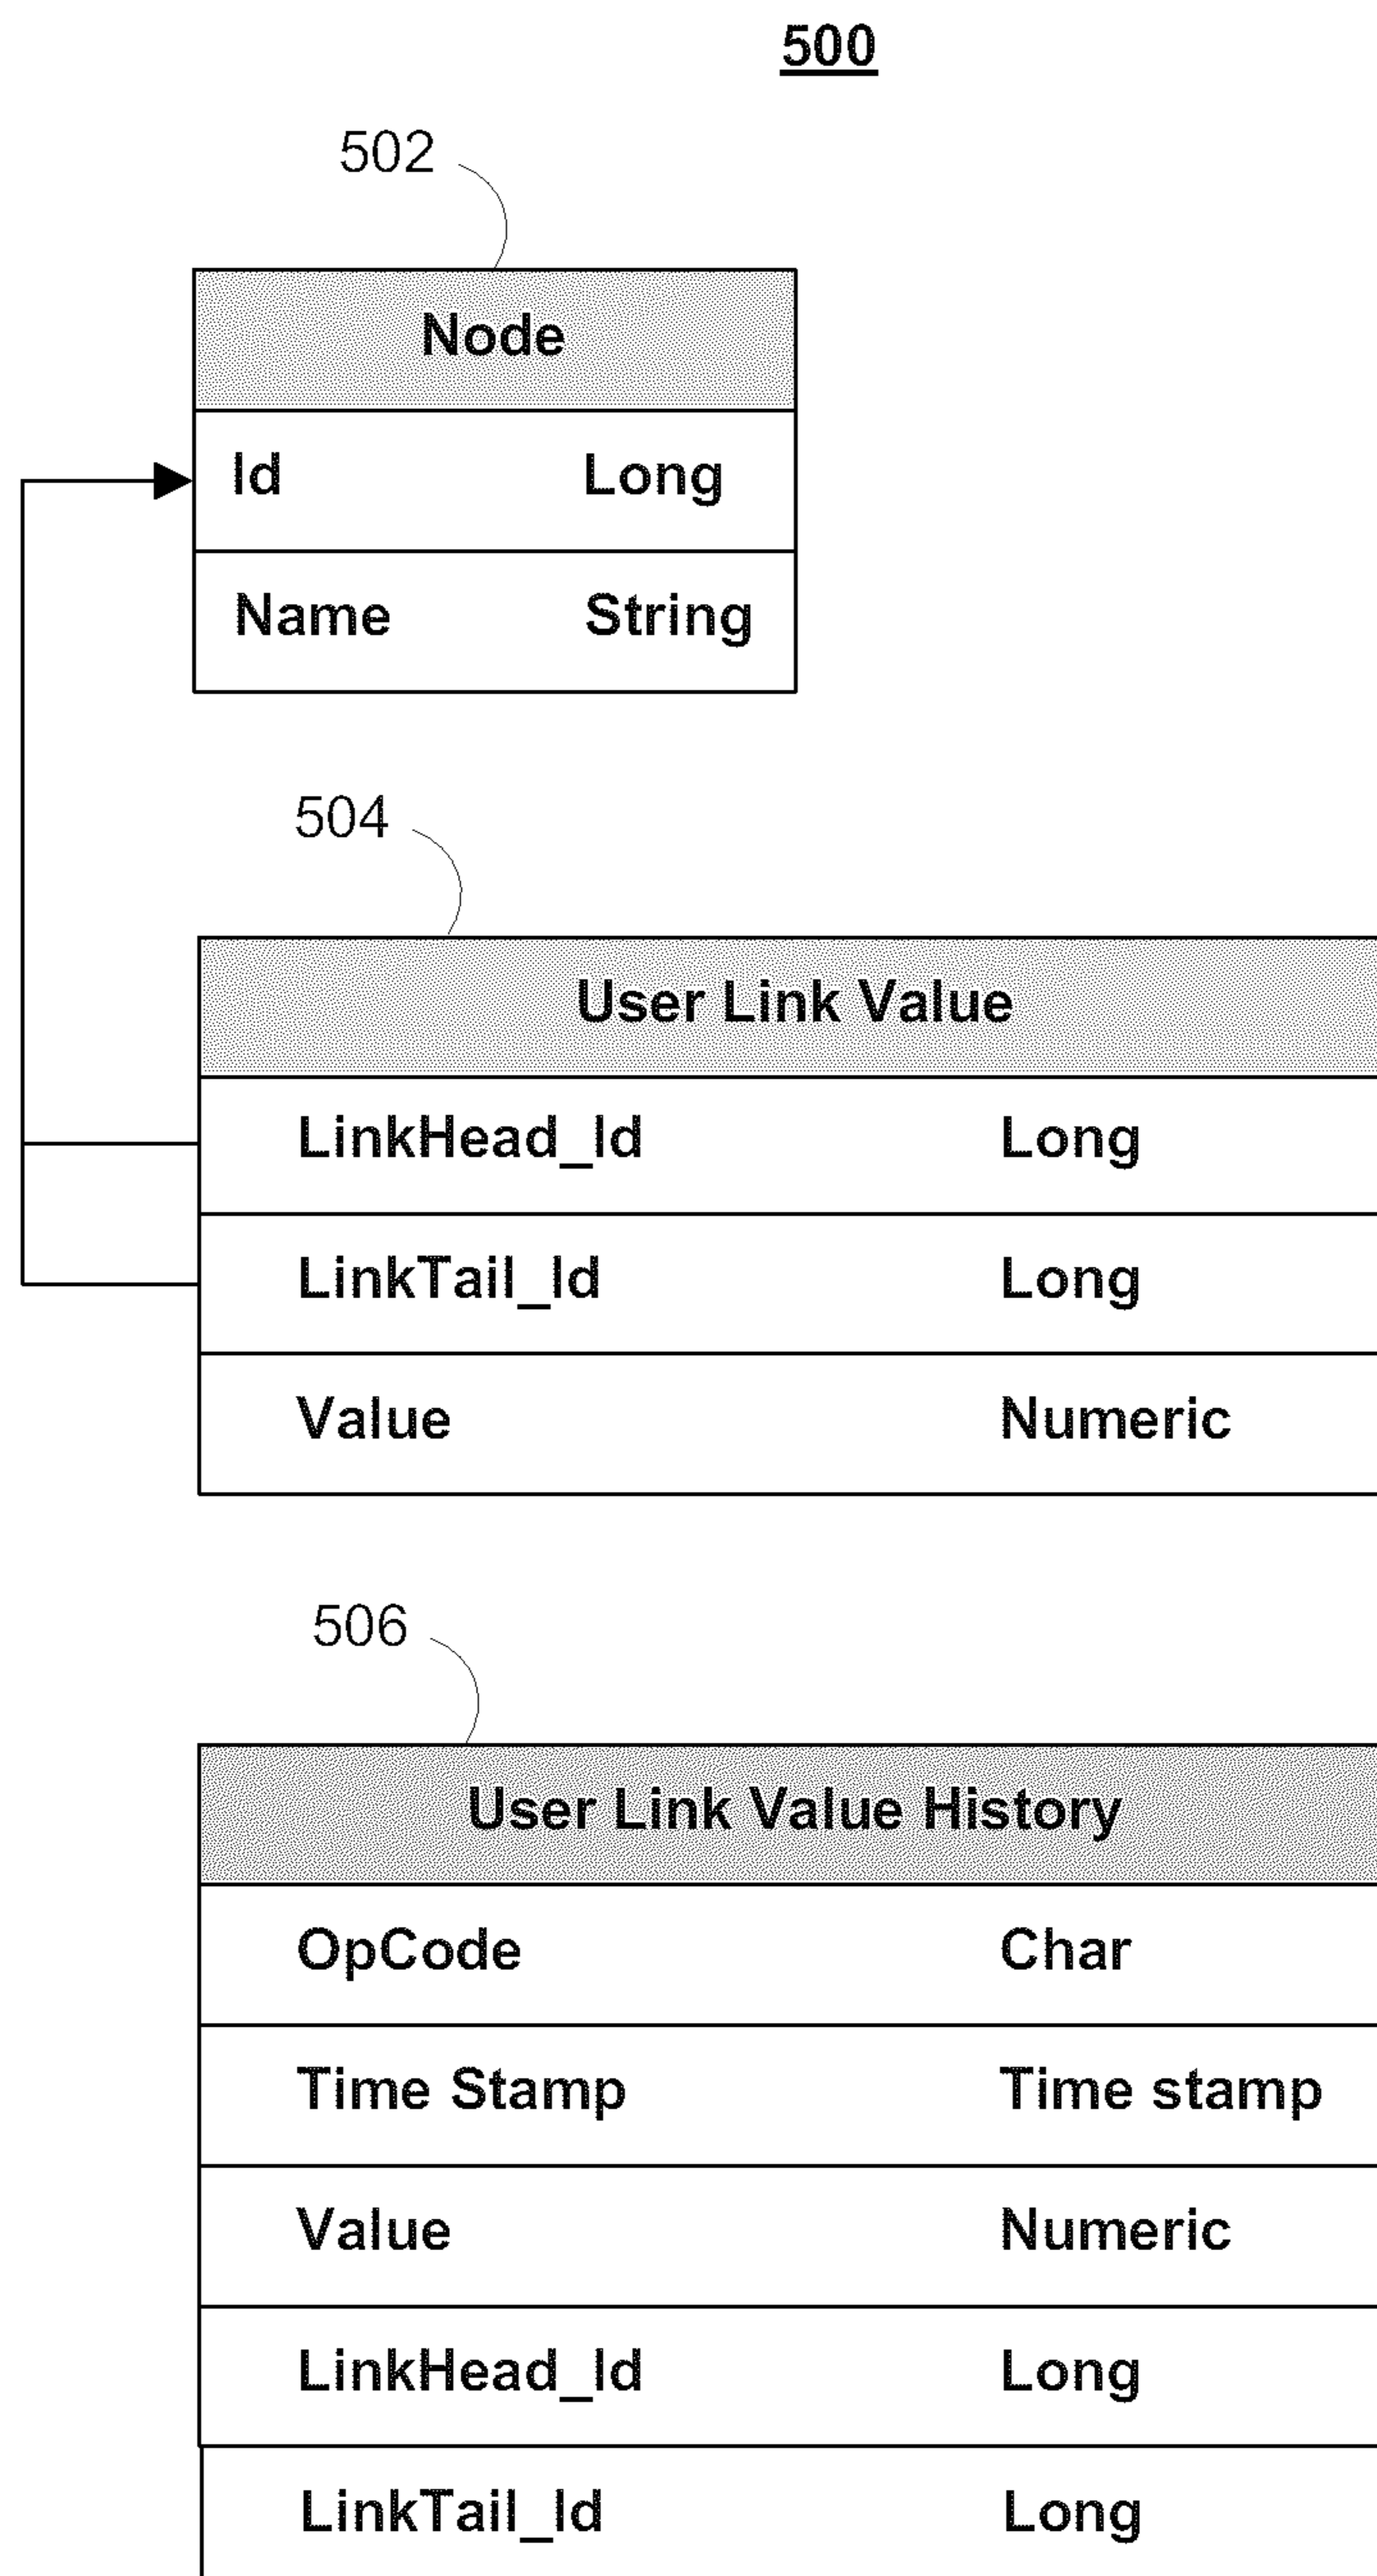 500
502
Node
Id Long
Name String
504
User Link Value
LinkHead_Id Long
LinkTail_Id Long
Value Numeric
506
User Link Value History
OpCode Char
Time Stamp Time stamp
Value Numeric
LinkHead_Id Long
LinkTail_Id Long